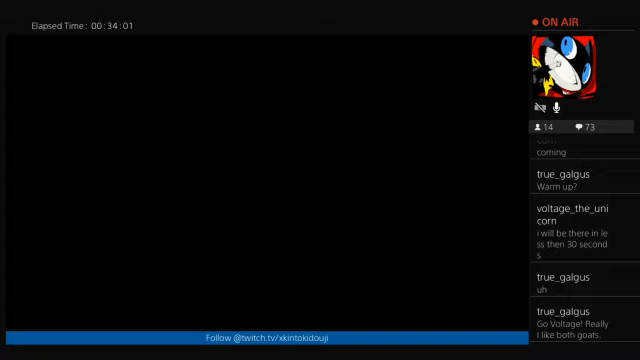 Elapsed Time: 00:34:01
ON AIR
14
73
coming
true_galgus
Warm up?
voltage_the_uni
corn
i will be there in le
ss then 30 second
s
true_galgus
uh
true_galgus
Go Voltage! Really
I like both goats.
Follow @twitch.tv/xkintokidouji